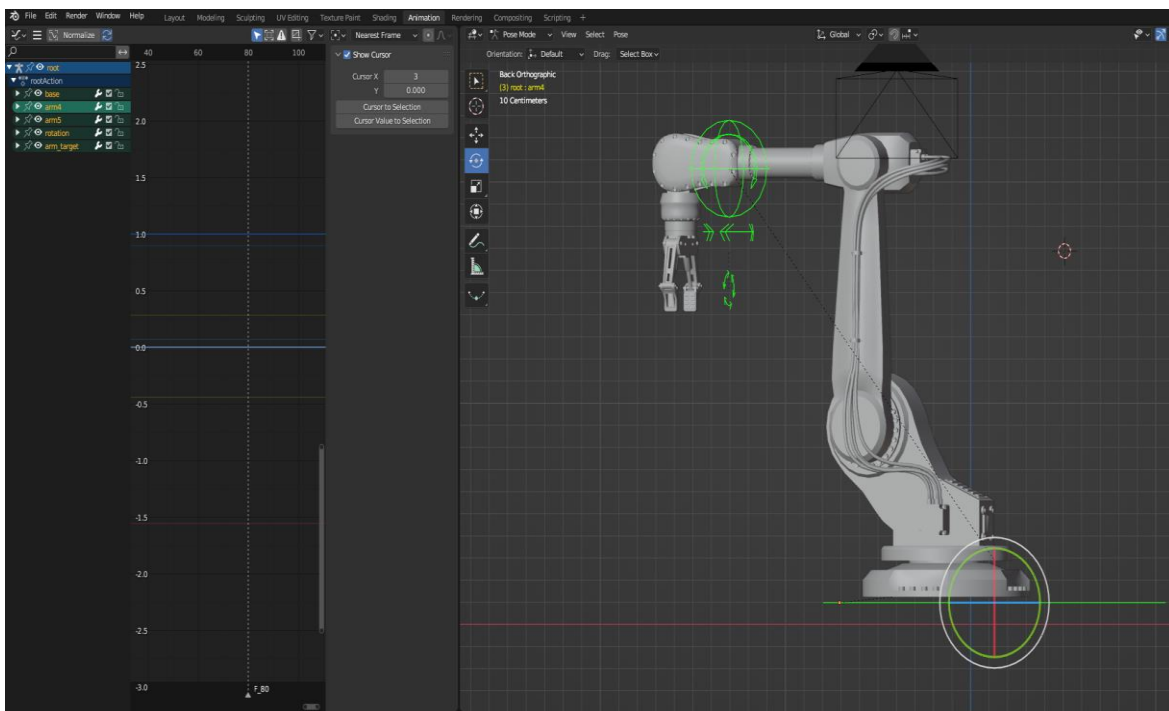 File Edit Render Window Help Layout Modeling Sculpting UV Editing Texture Paint Shading Animation Rendering Compositing Scripting +
Normalize Nearest Frame Pose Mode View Select Pose Global
Orientation: Default Drag: Select Box
40 60 80 100
root
rootAction
base
arm4
arm5
rotation
arm_target
2.5
2.0
1.5
1.0
0.5
0.0
-0.5
-1.0
-1.5
-2.0
-2.5
-3.0
F_80
Show Cursor
Cursor X 3
Y 0.000
Cursor to Selection
Cursor Value to Selection
Back Orthographic
(3) root : arm4
10 Centimeters